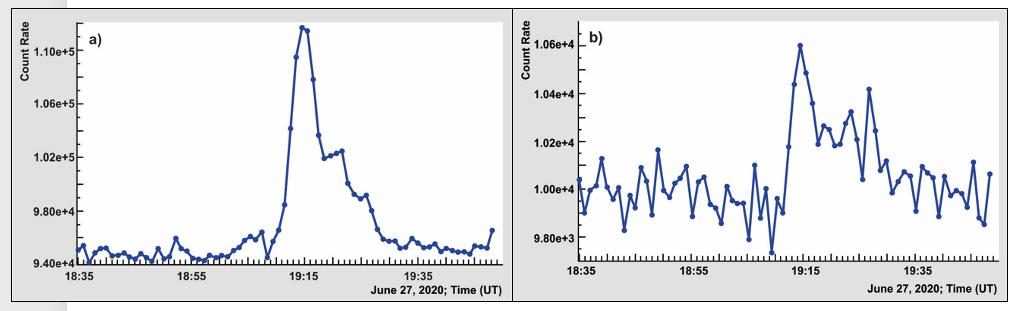 a)
Count Rate
1.10e+5
1.06e+5
1.02e+5
9.80e+4
9.40e+4
18:35 18:55 19:15 19:35
June 27, 2020; Time (UT)
b)
Count Rate
1.06e+4
1.04e+4
1.02e+4
1.00e+4
9.80e+3
18:35 18:55 19:15 19:35
June 27, 2020; Time (UT)